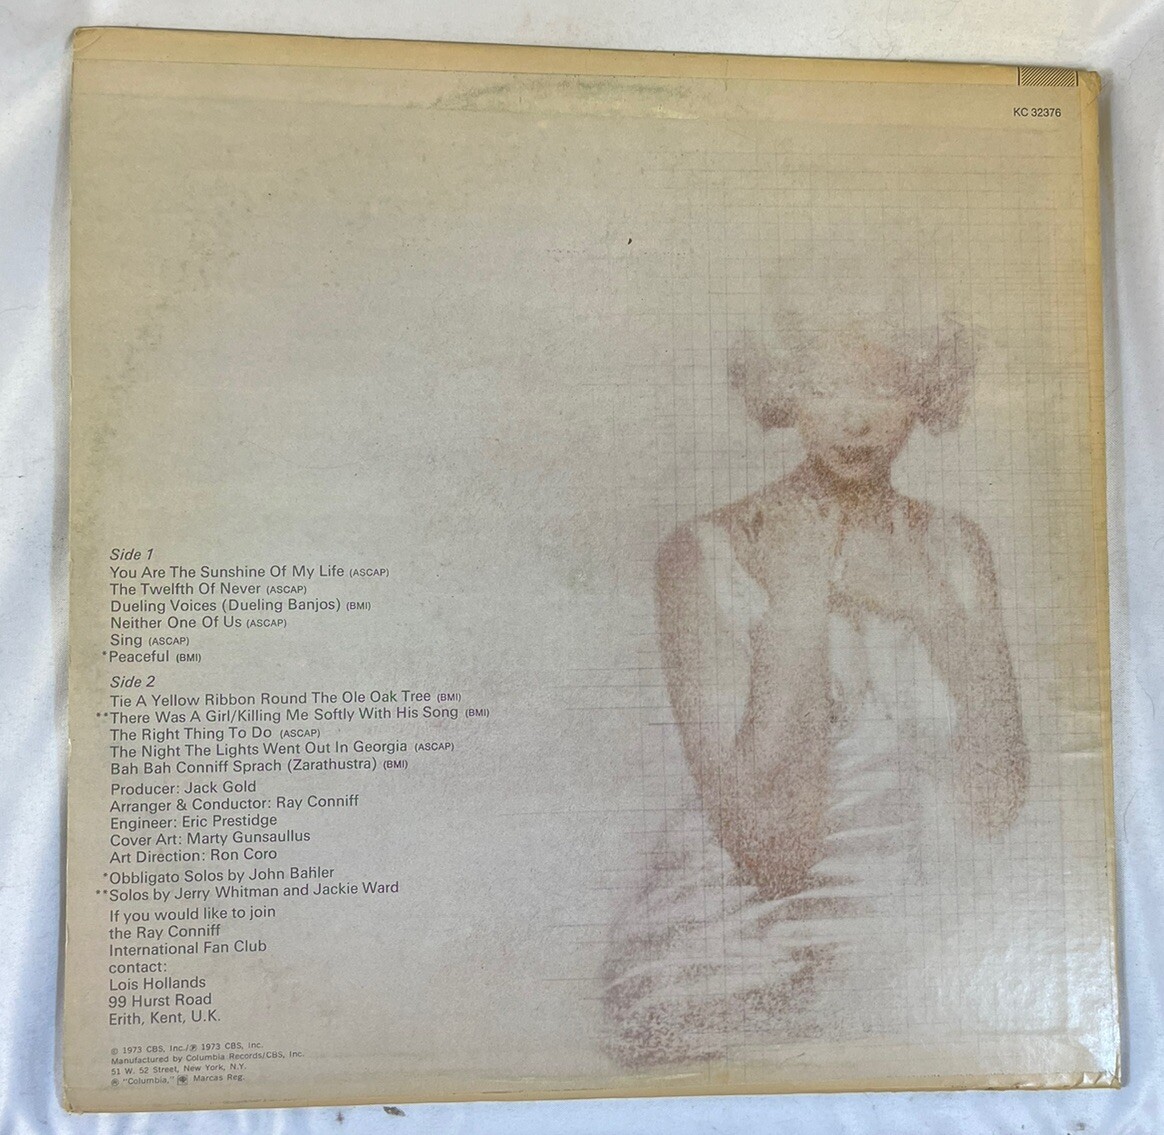 KC 32376
Side 1
You Are The Sunshine Of My Life (ASCAP)
The Twelfth Of Never (ASCAP)
Dueling Voices (Dueling Banjos) (BMI)
Neither One Of Us (ASCAP)
Sing (ASCAP)
*Peaceful (BMI)
Side 2
Tie A Yellow Ribbon Round The Ole Oak Tree (BMI)
**There Was A Girl/Killing Me Softly With His Song (BMI)
The Right Thing To Do (ASCAP)
The Night The Lights Went Out In Georgia (ASCAP)
Bah Bah Conniff Sprach (Zarathustra) (BMI)
Producer: Jack Gold
Arranger & Conductor: Ray Conniff
Engineer: Eric Prestidge
Cover Art: Marty Gunsaullus
Art Direction: Ron Coro
*Obbligato Solos by John Bahler
**Solos by Jerry Whitman and Jackie Ward
If you would like to join
the Ray Conniff
International Fan Club
contact:
Lois Hollands
99 Hurst Road
Erith, Kent, U.K.
© 1973 CBS, Inc./℗ 1973 CBS, Inc.
Manufactured by Columbia Records/CBS, Inc.
51 W. 52 Street, New York, N.Y.
® "Columbia," Marcas Reg.